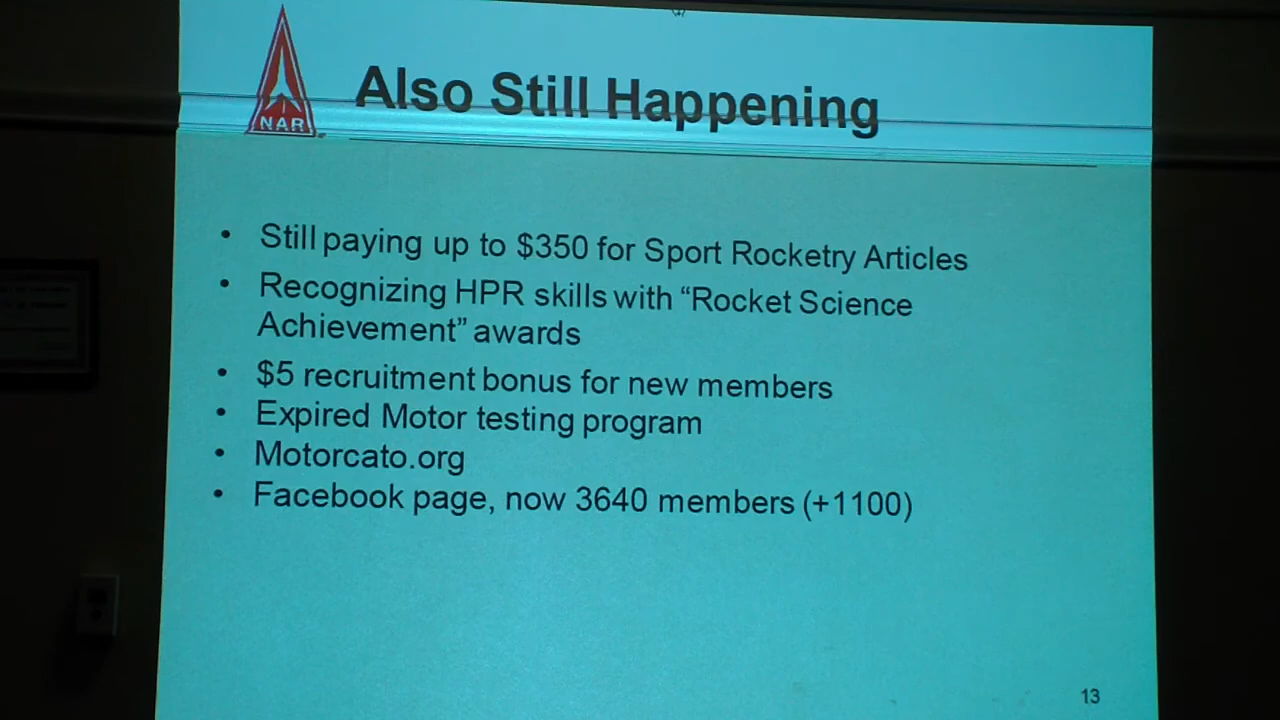 NAR
Also Still Happening
• Still paying up to $350 for Sport Rocketry Articles
• Recognizing HPR skills with “Rocket Science
Achievement” awards
• $5 recruitment bonus for new members
• Expired Motor testing program
• Motorcato.org
• Facebook page, now 3640 members (+1100)
13